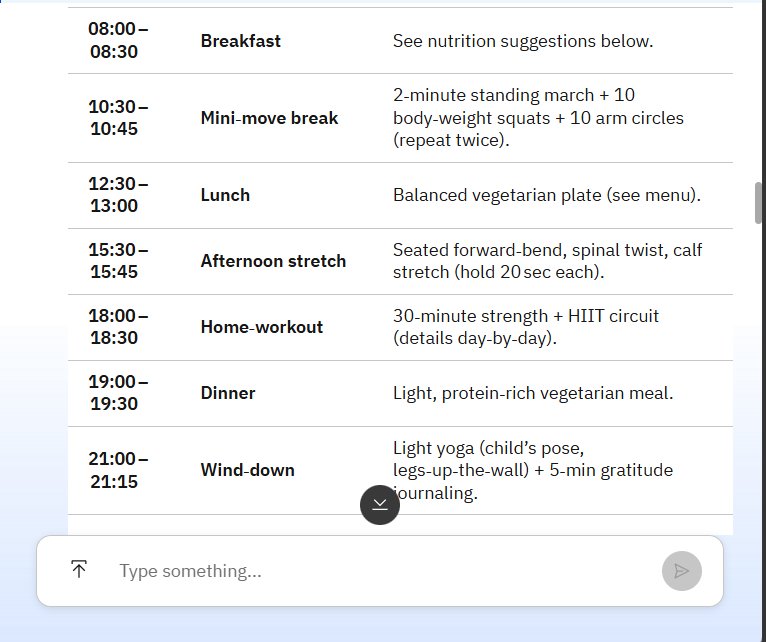 08:00 –
08:30
Breakfast
See nutrition suggestions below.
10:30 –
10:45
Mini-move break
2-minute standing march + 10
body-weight squats + 10 arm circles
(repeat twice).
12:30 –
13:00
Lunch
Balanced vegetarian plate (see menu).
15:30 –
15:45
Afternoon stretch
Seated forward-bend, spinal twist, calf
stretch (hold 20 sec each).
18:00 –
18:30
Home-workout
30-minute strength + HIIT circuit
(details day-by-day).
19:00 –
19:30
Dinner
Light, protein-rich vegetarian meal.
21:00 –
21:15
Wind-down
Light yoga (child's pose,
legs-up-the-wall) + 5-min gratitude
journaling.
Type something...